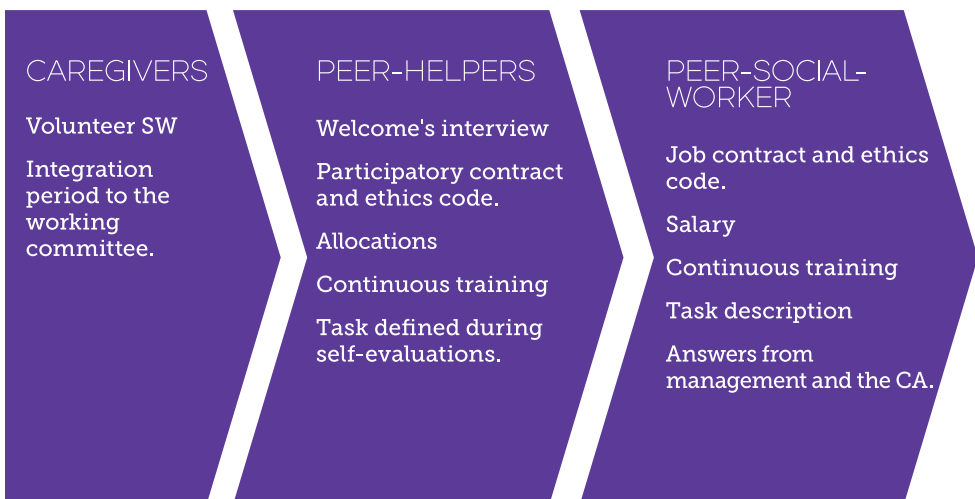 CAREGIVERS
Volunteer SW
Integration
period to the
working
committee.
PEER-HELPERS
Welcome's interview
Participatory contract
and ethics code.
Allocations
Continuous training
Task defined during
self-evaluations.
PEER-SOCIAL-
WORKER
Job contract and ethics
code.
Salary
Continuous training
Task description
Answers from
management and the CA.